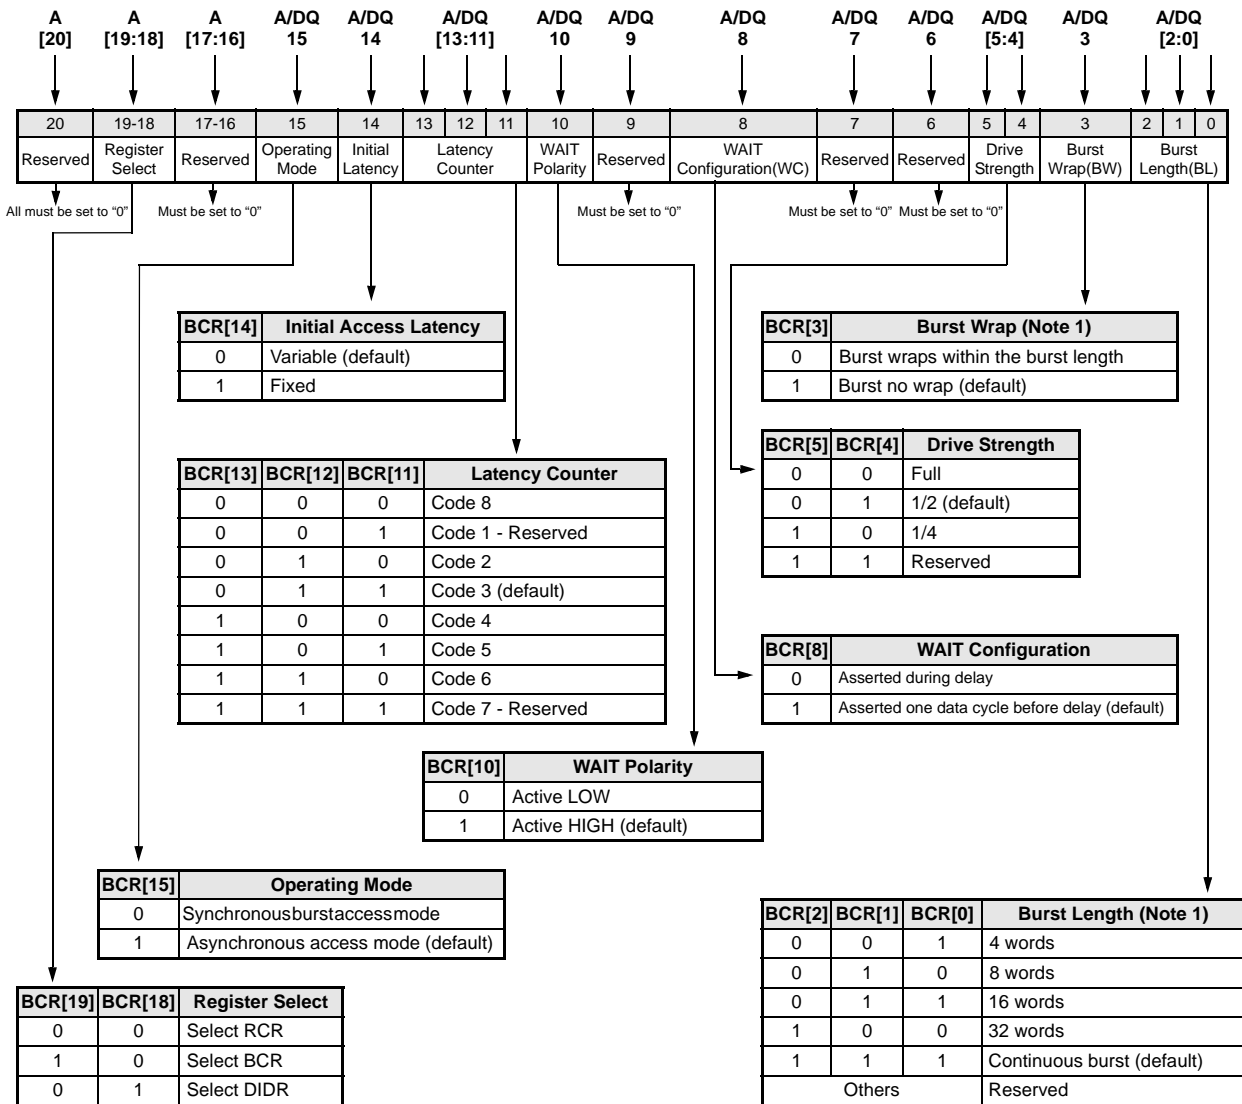 A A A A/DQ A/DQ A/DQ A/DQ A/DQ A/DQ A/DQ A/DQ A/DQ A/DQ A/DQ
[20] [19:18] [17:16] 15 14 [13:11] 10 9 8 7 6 [5:4] 3 [2:0]
20 19-18 17-16 15 14 13 12 11 10 9 8 7 6 5 4 3 2 1 0
Reserved Register Select Reserved Operating Mode Initial Latency Latency Counter WAIT Polarity Reserved WAIT Configuration(WC) Reserved Reserved Drive Strength Burst Wrap(BW) Burst Length(BL)
All must be set to “0” Must be set to “0” Must be set to “0” Must be set to “0” Must be set to “0”
BCR[14] Initial Access Latency
0 Variable (default)
1 Fixed
BCR[3] Burst Wrap (Note 1)
0 Burst wraps within the burst length
1 Burst no wrap (default)
BCR[5] BCR[4] Drive Strength
0 0 Full
0 1 1/2 (default)
1 0 1/4
1 1 Reserved
BCR[13] BCR[12] BCR[11] Latency Counter
0 0 0 Code 8
0 0 1 Code 1 - Reserved
0 1 0 Code 2
0 1 1 Code 3 (default)
1 0 0 Code 4
1 0 1 Code 5
1 1 0 Code 6
1 1 1 Code 7 - Reserved
BCR[8] WAIT Configuration
0 Asserted during delay
1 Asserted one data cycle before delay (default)
BCR[10] WAIT Polarity
0 Active LOW
1 Active HIGH (default)
BCR[15] Operating Mode
0 Synchronousburstaccessmode
1 Asynchronous access mode (default)
BCR[2] BCR[1] BCR[0] Burst Length (Note 1)
0 0 1 4 words
0 1 0 8 words
0 1 1 16 words
1 0 0 32 words
1 1 1 Continuous burst (default)
Others Reserved
BCR[19] BCR[18] Register Select
0 0 Select RCR
1 0 Select BCR
0 1 Select DIDR